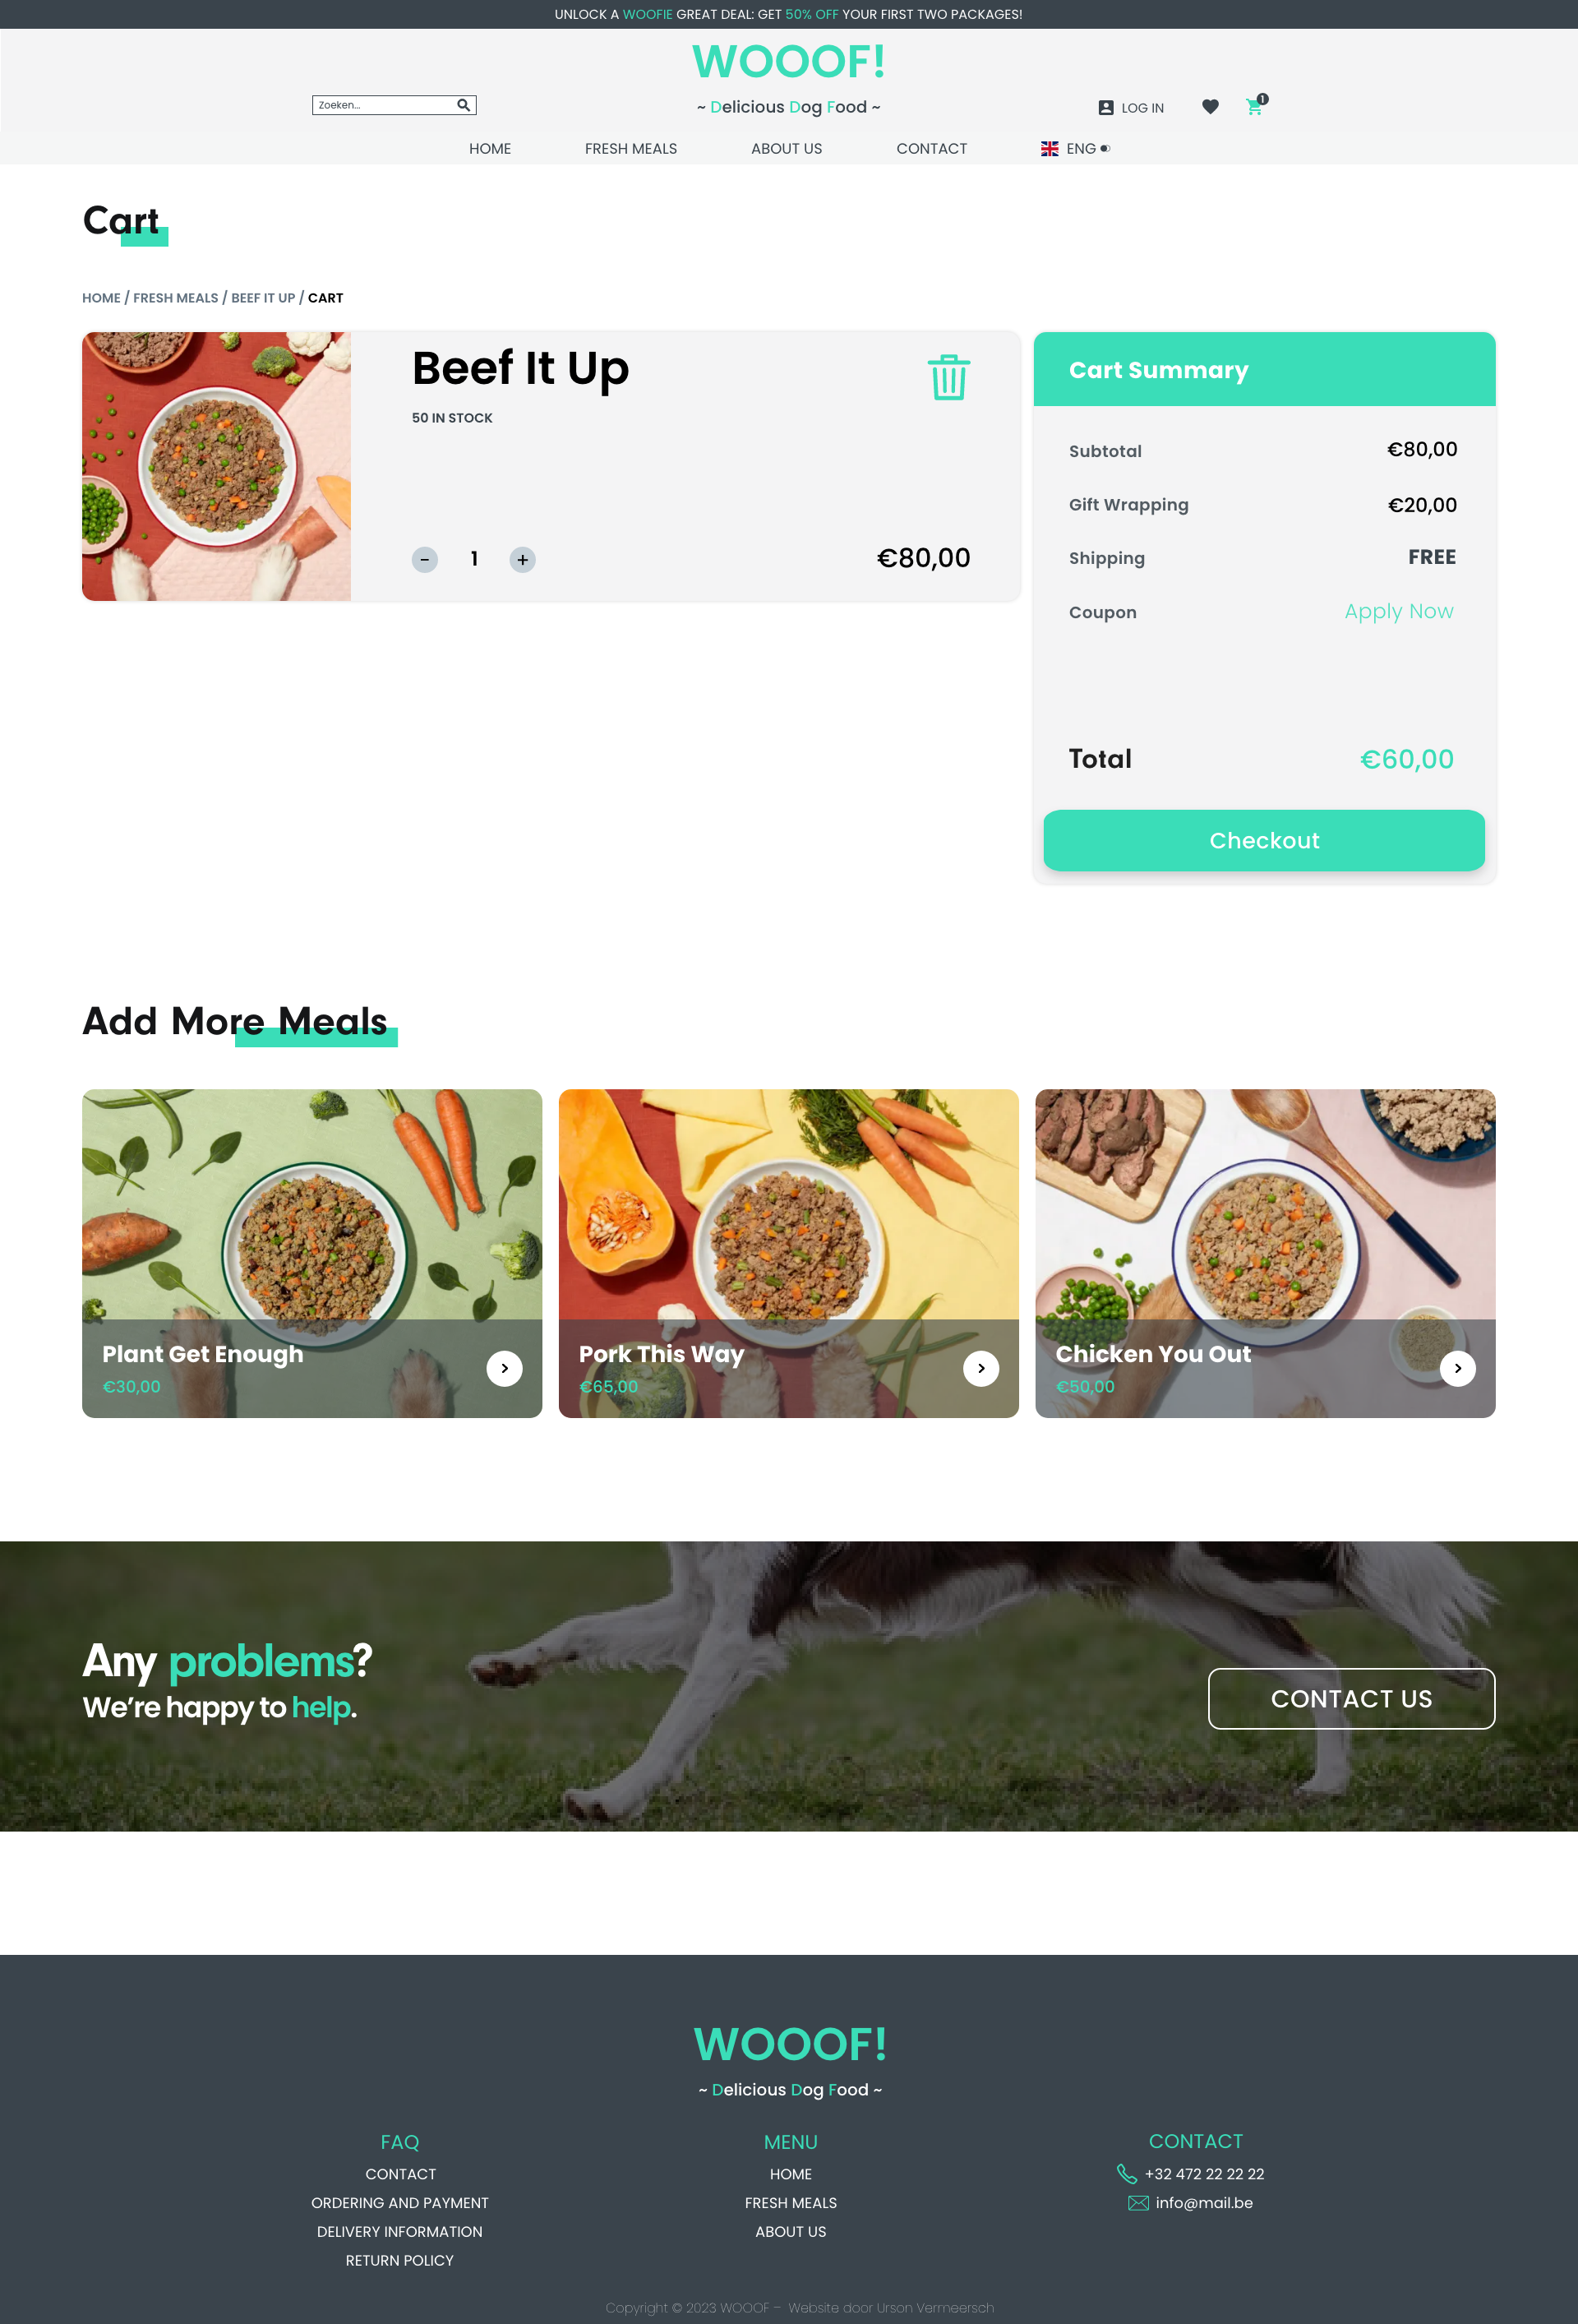 UNLOCK A WOOFIE GREAT DEAL: GET 50% OFF YOUR FIRST TWO PACKAGES!
WOOOF!
~ Delicious Dog Food ~
Zoeken...
LOG IN
1
HOME
FRESH MEALS
ABOUT US
CONTACT
ENG
Cart
HOME / FRESH MEALS / BEEF IT UP / CART
Beef It Up
50 IN STOCK
- 1 +
€80,00
Cart Summary
Subtotal €80,00
Gift Wrapping €20,00
Shipping FREE
Coupon Apply Now
Total €60,00
Checkout
Add More Meals
Plant Get Enough
€30,00
Pork This Way
€65,00
Chicken You Out
€50,00
Any problems?
We're happy to help.
CONTACT US
WOOOF!
~ Delicious Dog Food ~
FAQ
CONTACT
ORDERING AND PAYMENT
DELIVERY INFORMATION
RETURN POLICY
MENU
HOME
FRESH MEALS
ABOUT US
CONTACT
+32 472 22 22 22
info@mail.be
Copyright © 2023 WOOOF – Website door Urson Vermeersch